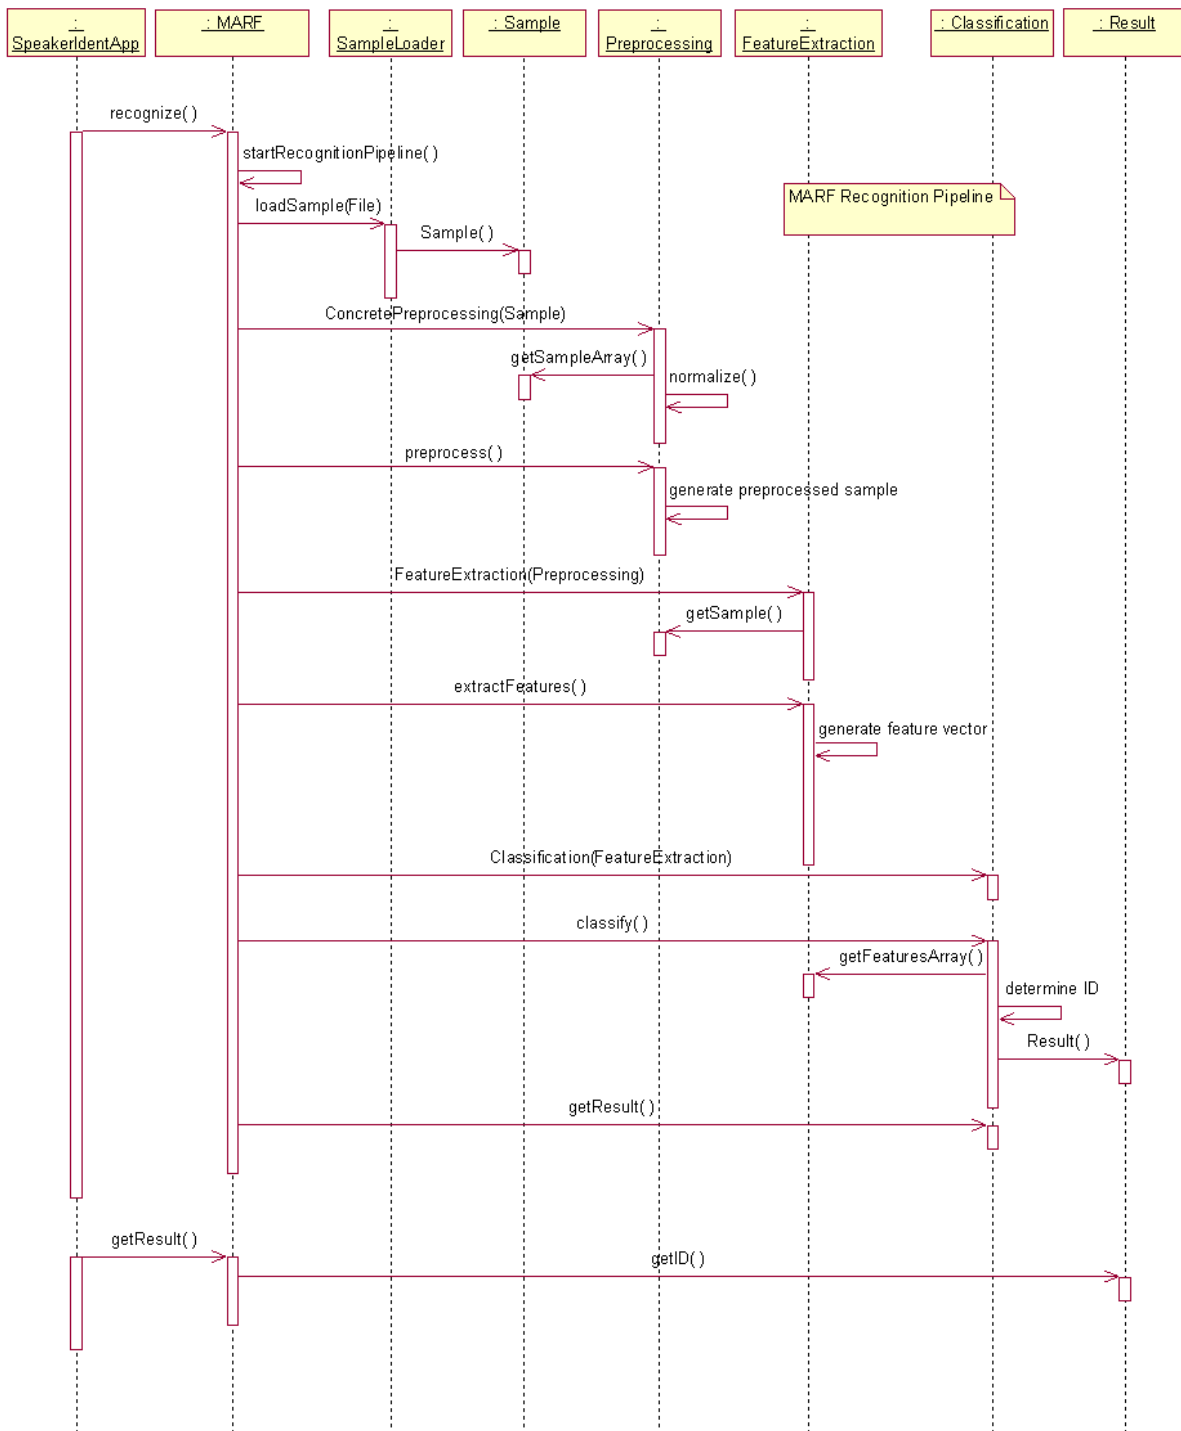 :
SpeakerIdentApp
: MARF
:
SampleLoader
: Sample
:
Preprocessing
:
FeatureExtraction
: Classification
: Result
recognize( )
startRecognitionPipeline( )
MARF Recognition Pipeline
loadSample(File)
Sample( )
ConcretePreprocessing(Sample)
getSampleArray( )
normalize( )
preprocess( )
generate preprocessed sample
FeatureExtraction(Preprocessing)
getSample( )
extractFeatures( )
generate feature vector
Classification(FeatureExtraction)
classify( )
getFeaturesArray( )
determine ID
Result( )
getResult( )
getResult( )
getID( )